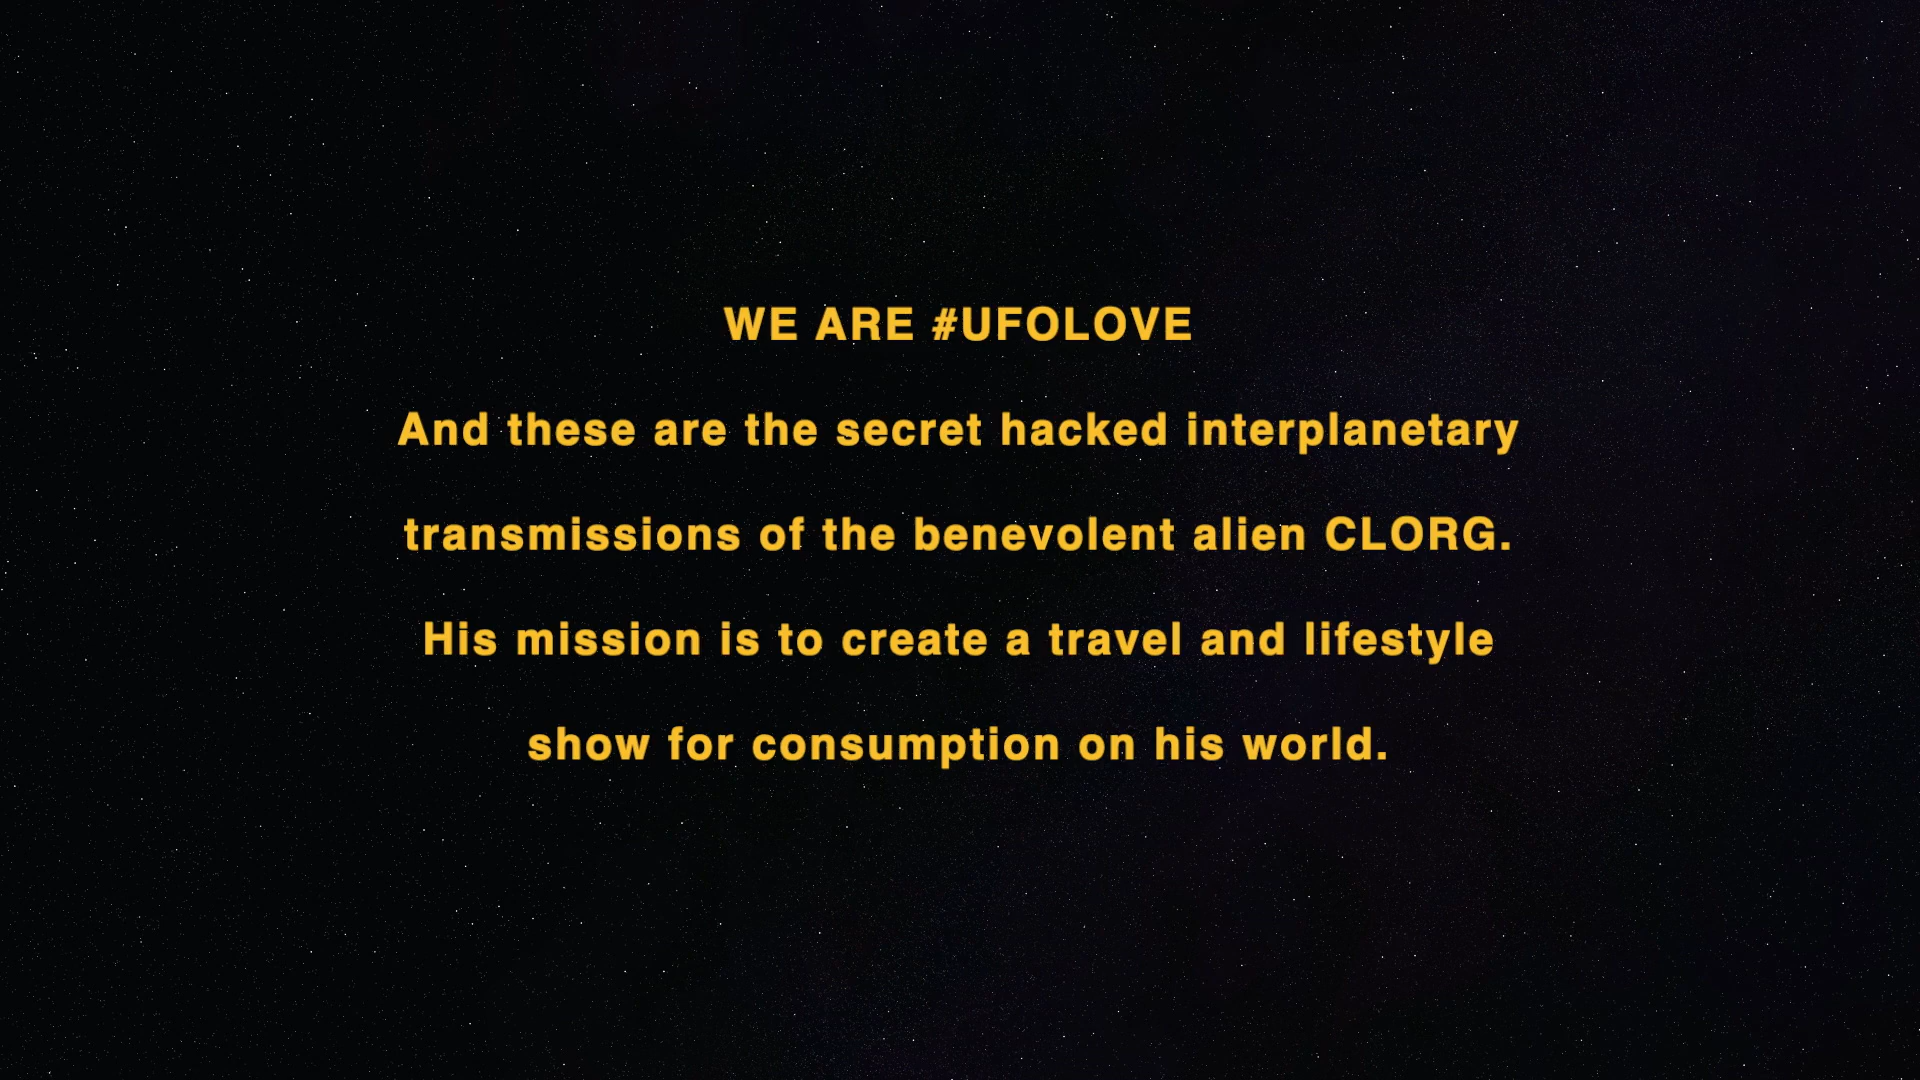 WE ARE #UFOLOVE
And these are the secret hacked interplanetary
transmissions of the benevolent alien CLORG.
His mission is to create a travel and lifestyle
show for consumption on his world.